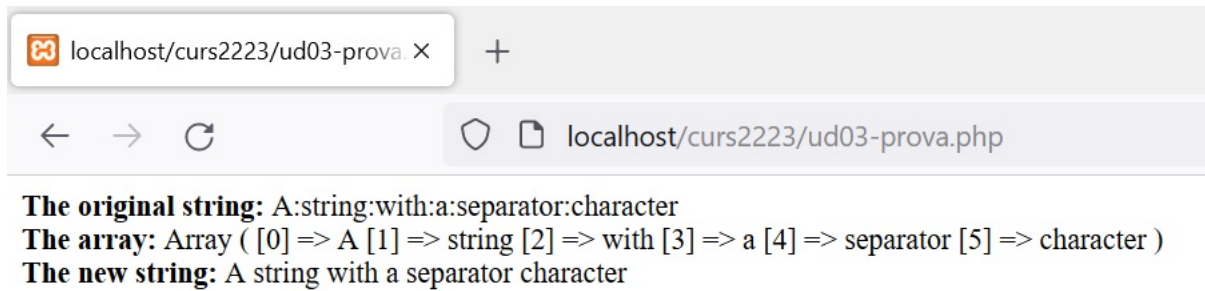 localhost/curs2223/ud03-prova
localhost/curs2223/ud03-prova.php
The original string: A:string:with:a:separator:character
The array: Array ( [0] => A [1] => string [2] => with [3] => a [4] => separator [5] => character )
The new string: A string with a separator character